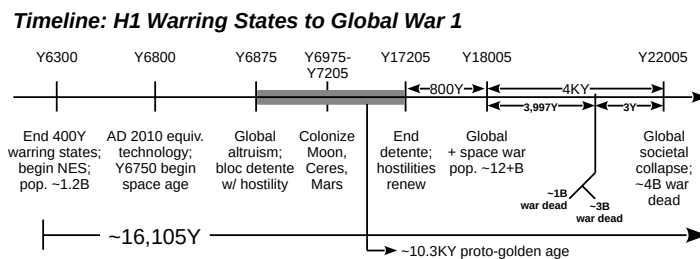 Timeline: H1 Warring States to Global War 1
Y6300
Y6800
Y6875
Y6975-
Y7205
Y17205
Y18005
Y22005
800Y
4KY
3,997Y
3Y
End 400Y
warring states;
begin NES;
pop. ~1.2B
AD 2010 equiv.
technology;
Y6750 begin
space age
Global
altruism;
bloc detente
w/ hostility
Colonize
Moon,
Ceres,
Mars
End
detente;
hostilities
renew
Global
+ space war
pop. ~12+B
~1B
war dead
~3B
war dead
Global
societal
collapse;
~4B war
dead
~16,105Y
~10.3KY proto-golden age